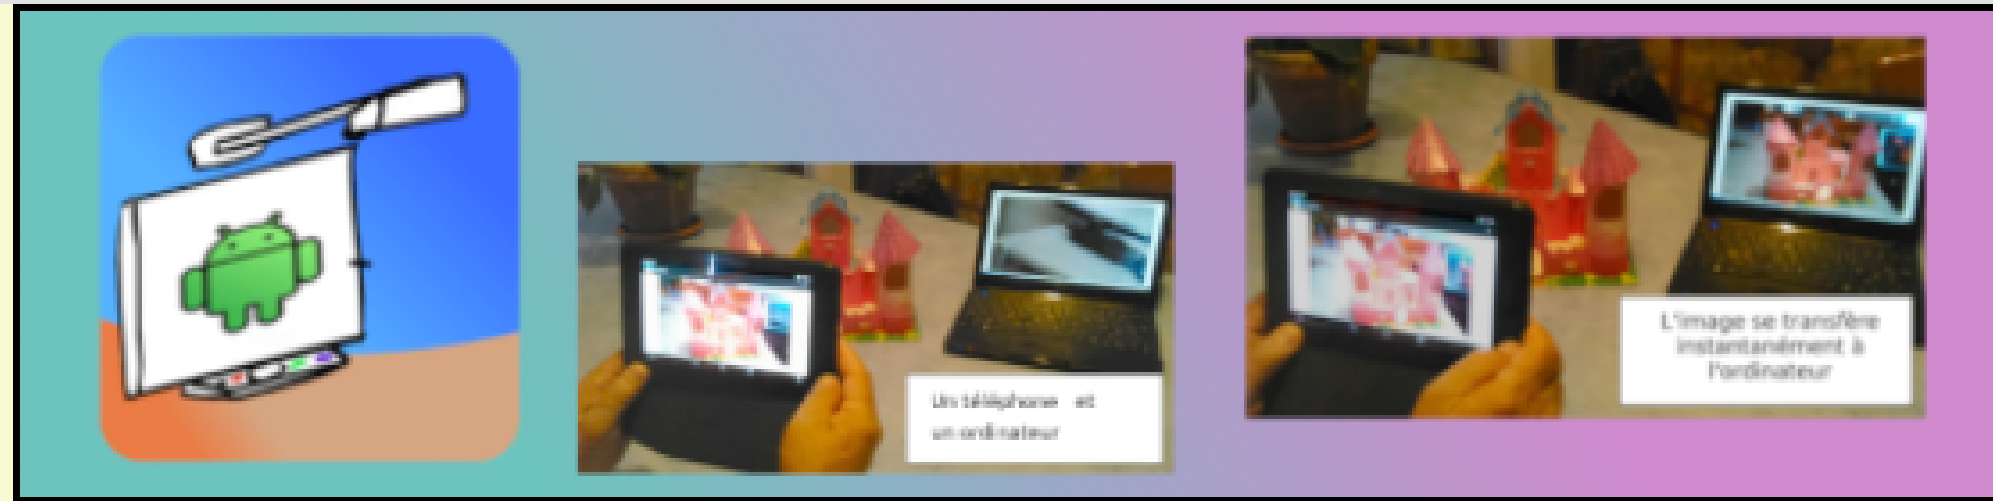 Un téléphone et
un ordinateur
L'image se transfère
instantanément à
l'ordinateur